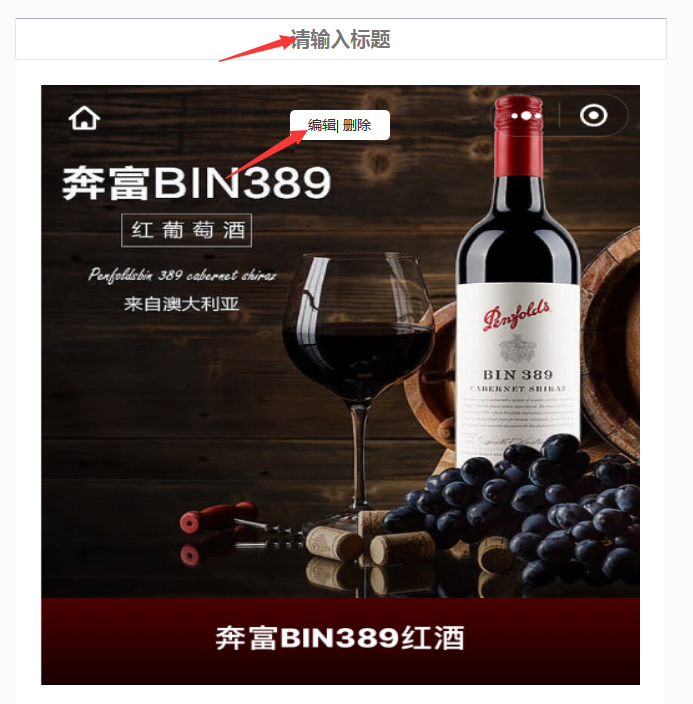 请输入标题
编辑| 删除
奔富BIN389
红葡萄酒
Penfoldsbin 389 cabernet shiraz
来自澳大利亚
Penfolds
BIN 389
CABERNET SHIRAZ
奔富BIN389红酒